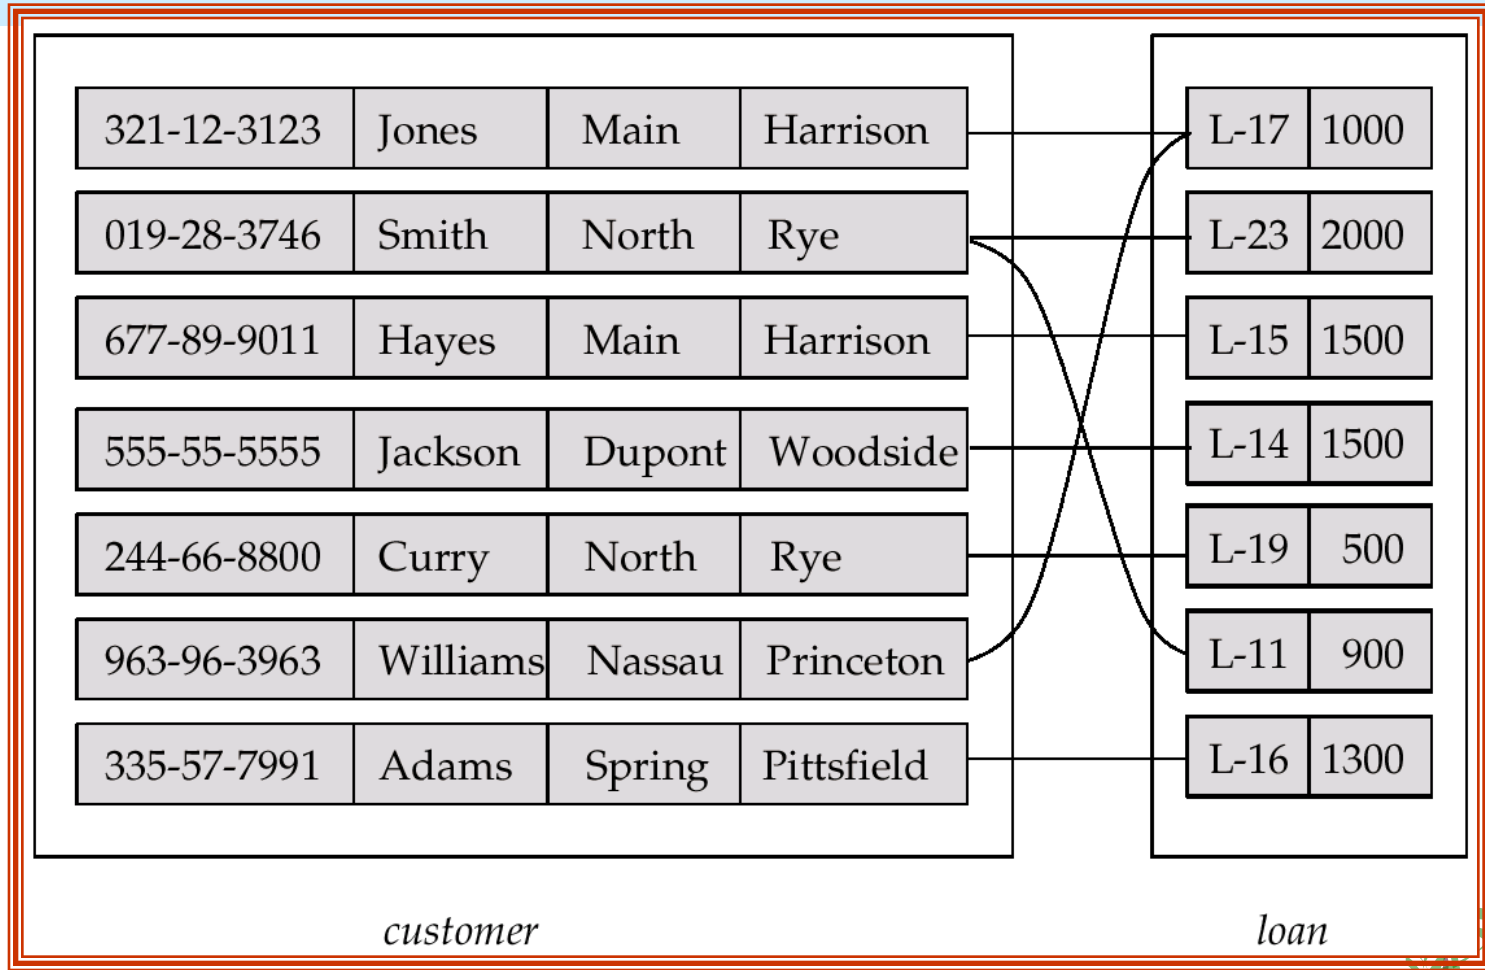 321-12-3123 Jones Main Harrison L-17 1000
019-28-3746 Smith North Rye L-23 2000
677-89-9011 Hayes Main Harrison L-15 1500
555-55-5555 Jackson Dupont Woodside L-14 1500
244-66-8800 Curry North Rye L-19 500
963-96-3963 Williams Nassau Princeton L-11 900
335-57-7991 Adams Spring Pittsfield L-16 1300
customer loan